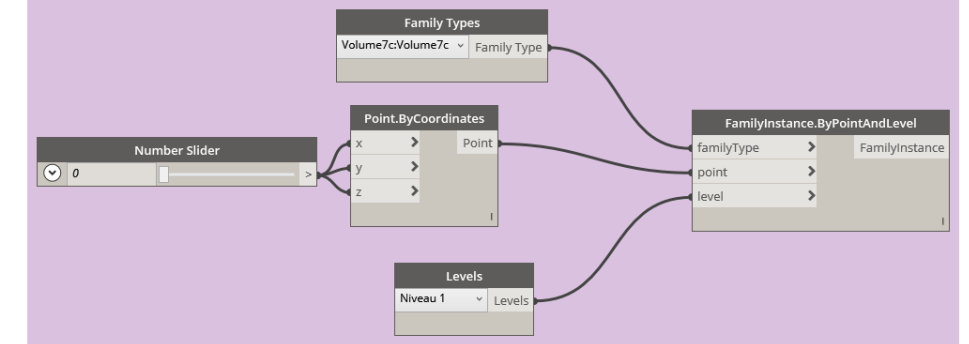 Family Types
Volume7c:Volume7c Family Type
Point.ByCoordinates
x Point
y
z
Number Slider
0 >
FamilyInstance.ByPointAndLevel
familyType FamilyInstance
point
level
l
l
Levels
Niveau 1 Levels